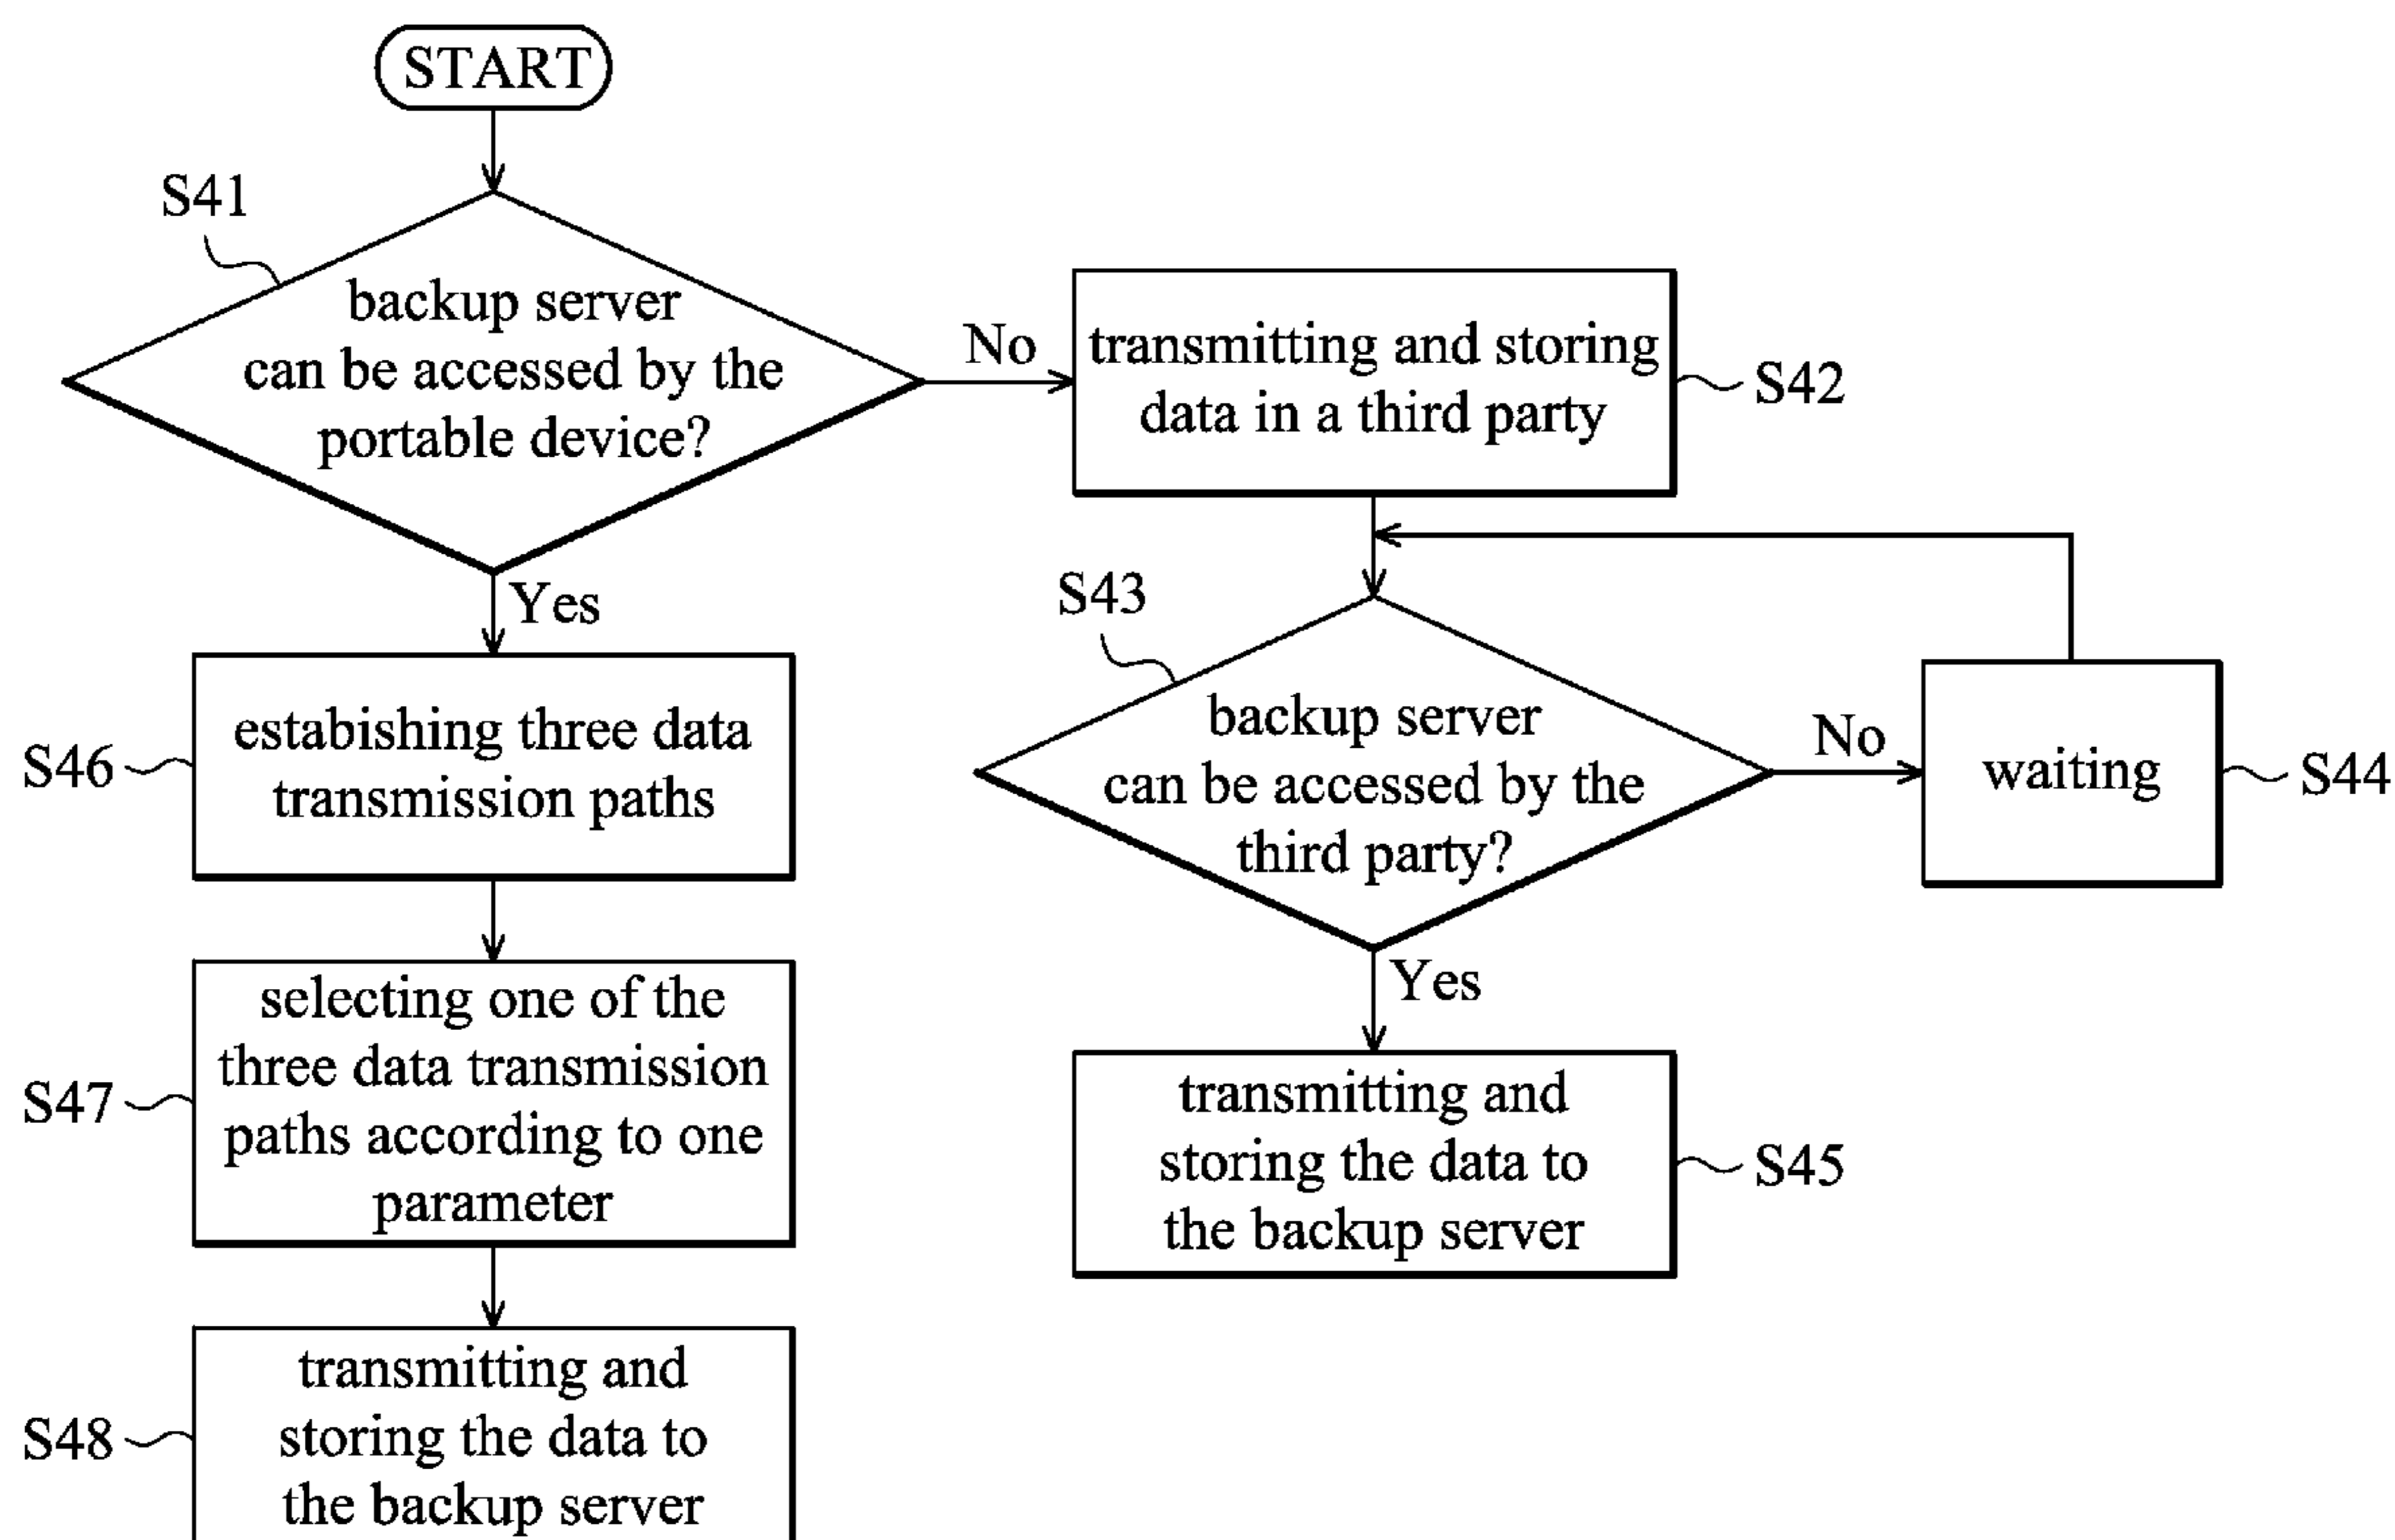 START
S41
backup server
can be accessed by the
portable device?
No
transmitting and storing
data in a third party
S42
Yes
S43
backup server
can be accessed by the
third party?
No
waiting
S44
S46
estabishing three data
transmission paths
Yes
S47
selecting one of the
three data transmission
paths according to one
parameter
transmitting and
storing the data to
the backup server
S45
S48
transmitting and
storing the data to
the backup server